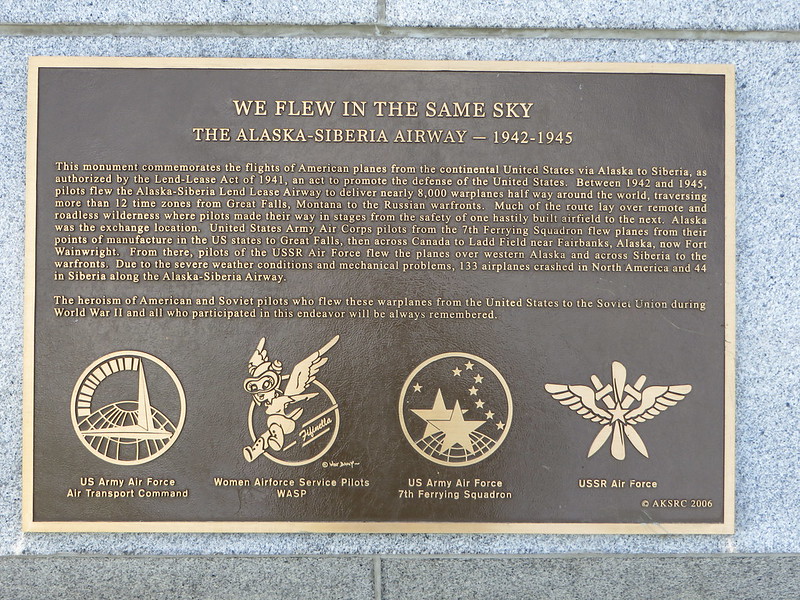 WE FLEW IN THE SAME SKY
THE ALASKA-SIBERIA AIRWAY — 1942-1945
This monument commemorates the flights of American planes from the continental United States via Alaska to Siberia, as
authorized by the Lend-Lease Act of 1941, an act to promote the defense of the United States. Between 1942 and 1945,
pilots flew the Alaska-Siberia Lend Lease Airway to deliver nearly 8,000 warplanes half way around the world, traversing
more than 12 time zones from Great Falls, Montana to the Russian warfronts. Much of the route lay over remote and
roadless wilderness where pilots made their way in stages from the safety of one hastily built airfield to the next. Alaska
was the exchange location. United States Army Air Corps pilots from the 7th Ferrying Squadron flew planes from their
points of manufacture in the US states to Great Falls, then across Canada to Ladd Field near Fairbanks, Alaska, now Fort
Wainwright. From there, pilots of the USSR Air Force flew the planes over western Alaska and across Siberia to the
warfronts. Due to the severe weather conditions and mechanical problems, 133 airplanes crashed in North America and 44
in Siberia along the Alaska-Siberia Airway.
The heroism of American and Soviet pilots who flew these warplanes from the United States to the Soviet Union during
World War II and all who participated in this endeavor will be always remembered.
Fifinella
© Walt Disney
US Army Air Force
Air Transport Command
Women Airforce Service Pilots
WASP
US Army Air Force
7th Ferrying Squadron
USSR Air Force
© AKSRC 2006